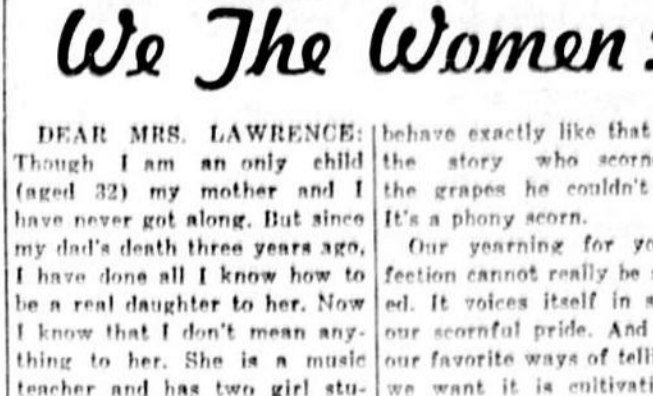 We The Women:
DEAR MRS. LAWRENCE:
Though I am an only child
(aged 32) my mother and I
have never got along. But since
my dad's death three years ago,
I have done all I know how to
be a real daughter to her. Now
I know that I don't mean any-
thing to her. She is a music
teacher and has two girl stu-
behave exactly like that
the story who scorn
the grapes he couldn't
It's a phony scorn.
Our yearning for yo
fection cannot really be s
ed. It voices itself in s
our scornful pride. And
our favorite ways of telli
we want it is cultivati